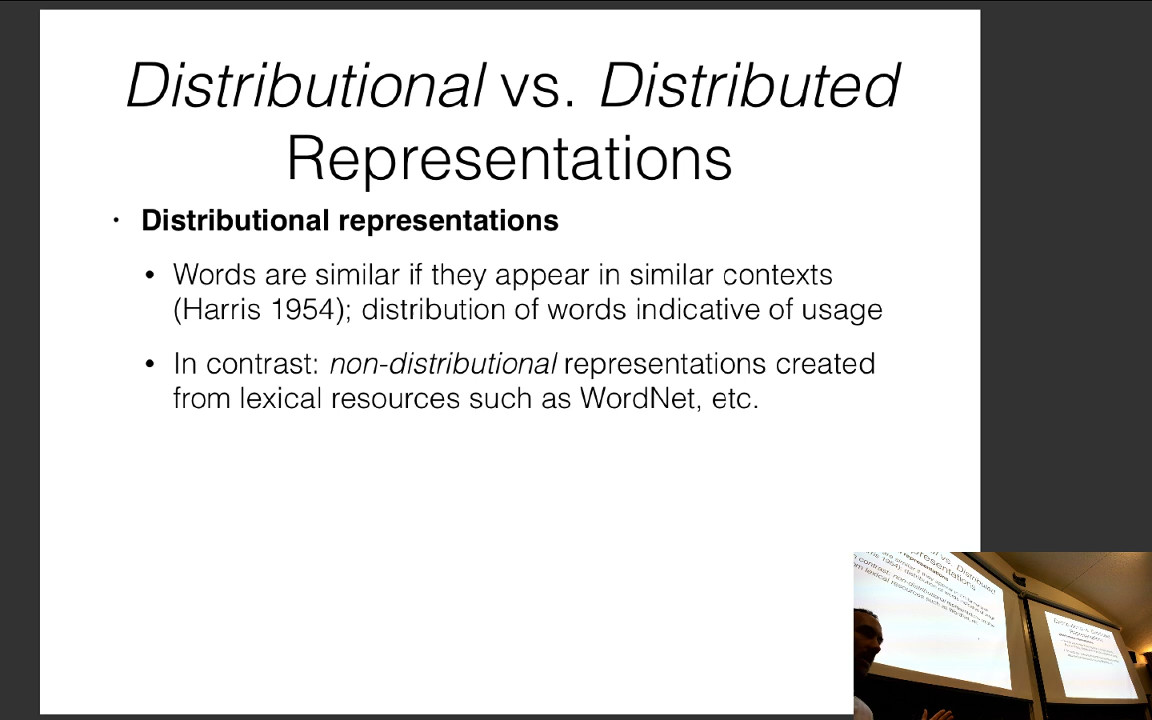 Distributional vs. Distributed
Representations
• Distributional representations
• Words are similar if they appear in similar contexts
(Harris 1954); distribution of words indicative of usage
• In contrast: non-distributional representations created
from lexical resources such as WordNet, etc.